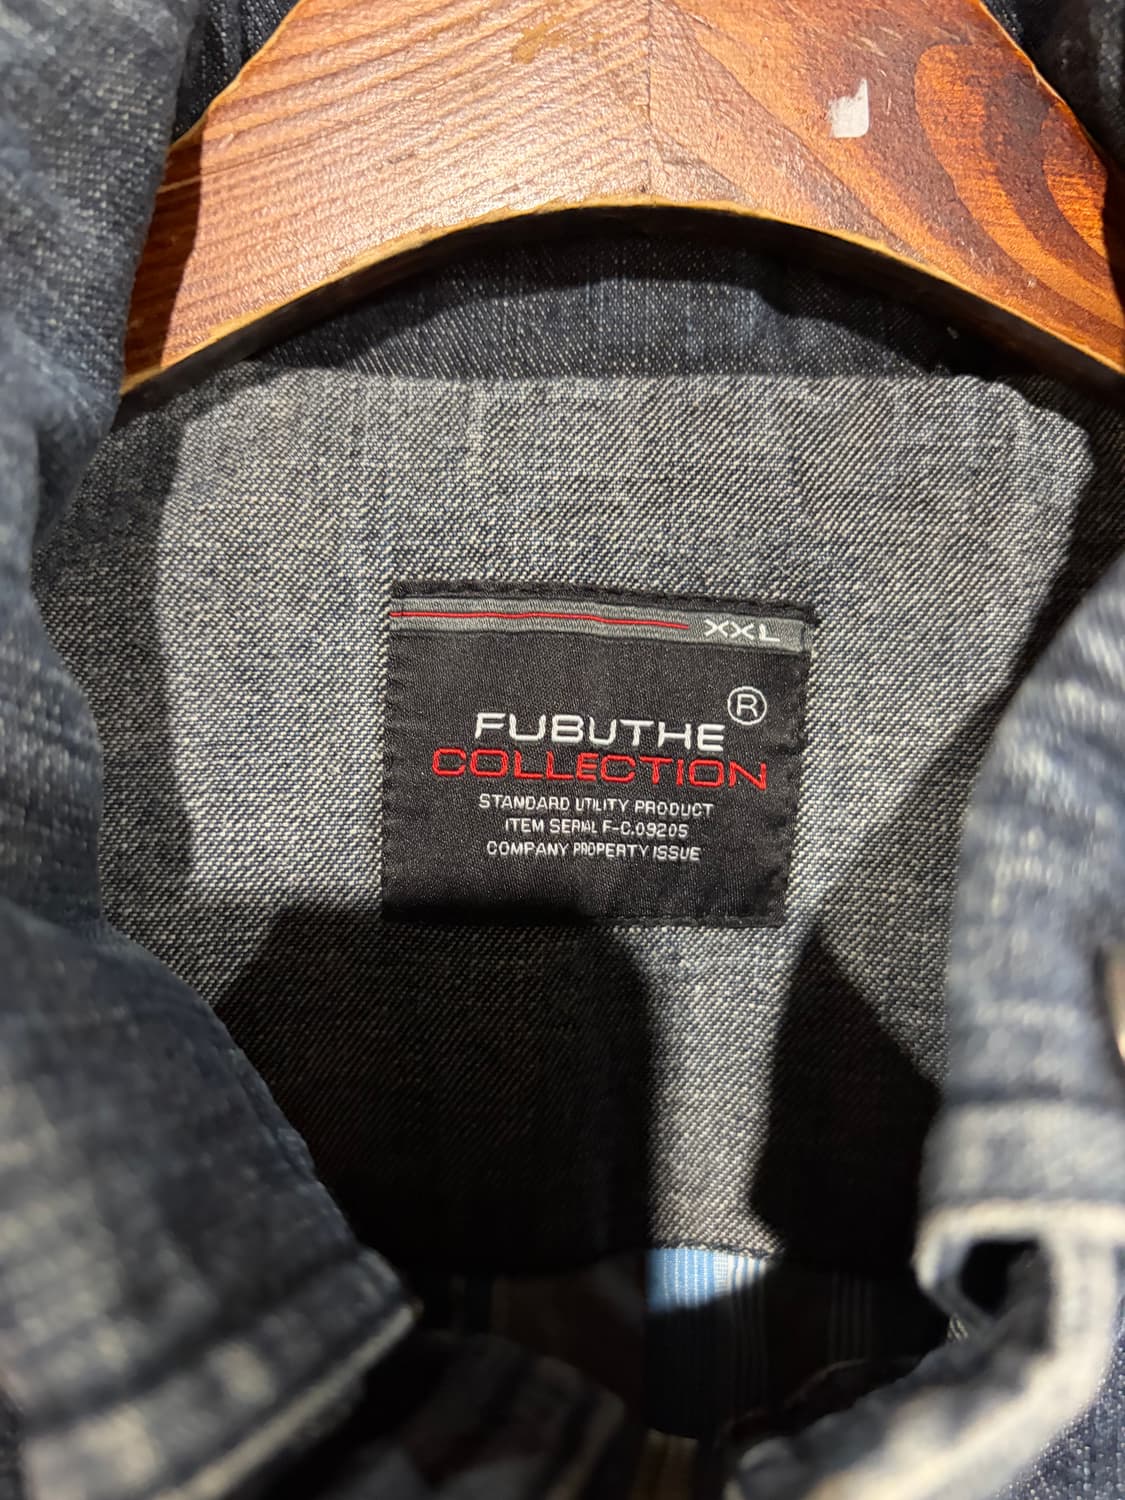 XXL
FUBUTHE ®
COLLECTION
STANDARD UTILITY PRODUCT
ITEM SERIAL F-C.09205
COMPANY PROPERTY ISSUE